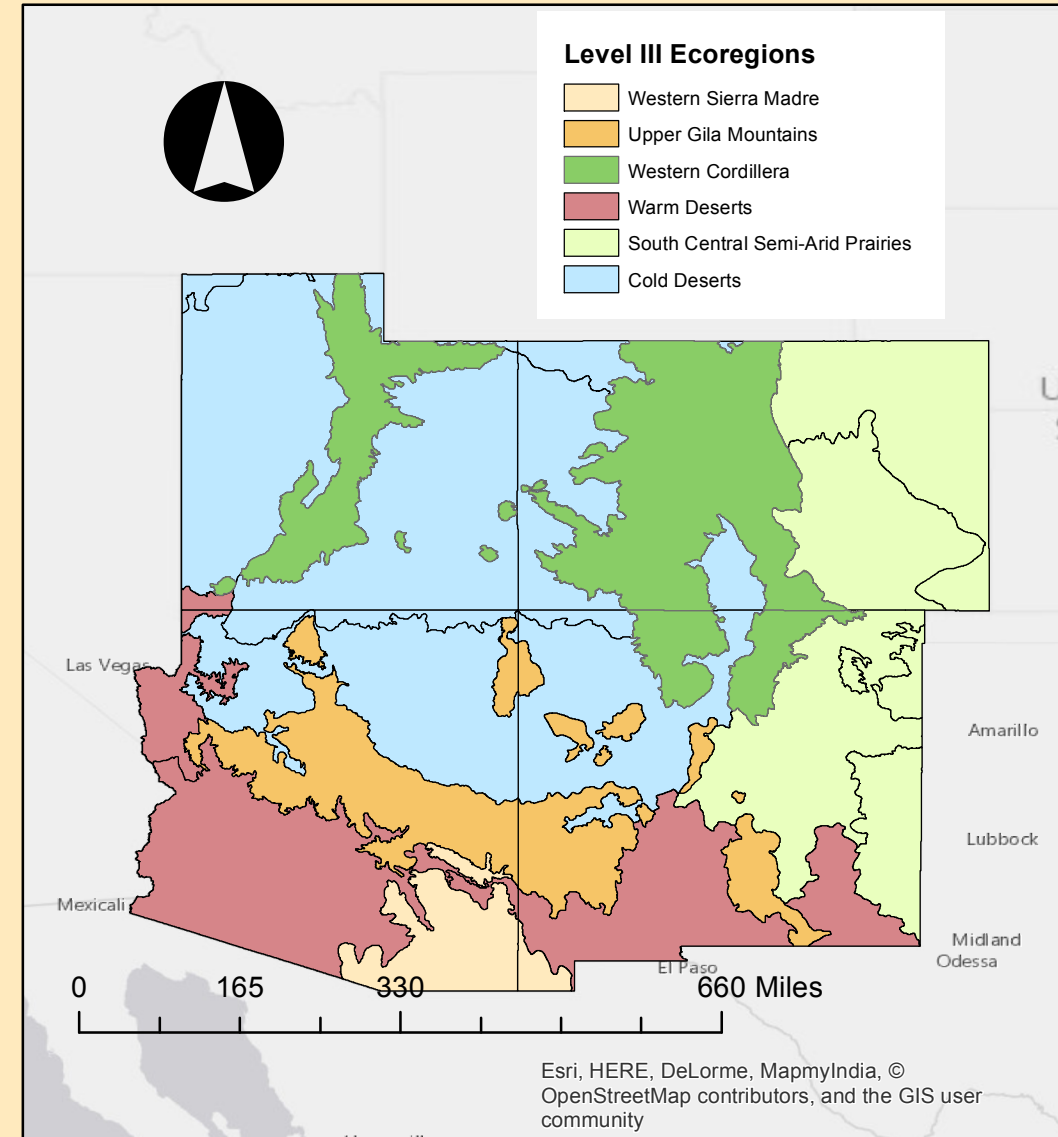 Level III Ecoregions
Western Sierra Madre
Upper Gila Mountains
Western Cordillera
Warm Deserts
South Central Semi-Arid Prairies
Cold Deserts
Las Vegas
Amarillo
Lubbock
Mexicali
Midland
Odessa
El Paso
0 165 330 660 Miles
Esri, HERE, DeLorme, MapmyIndia, ©
OpenStreetMap contributors, and the GIS user
community